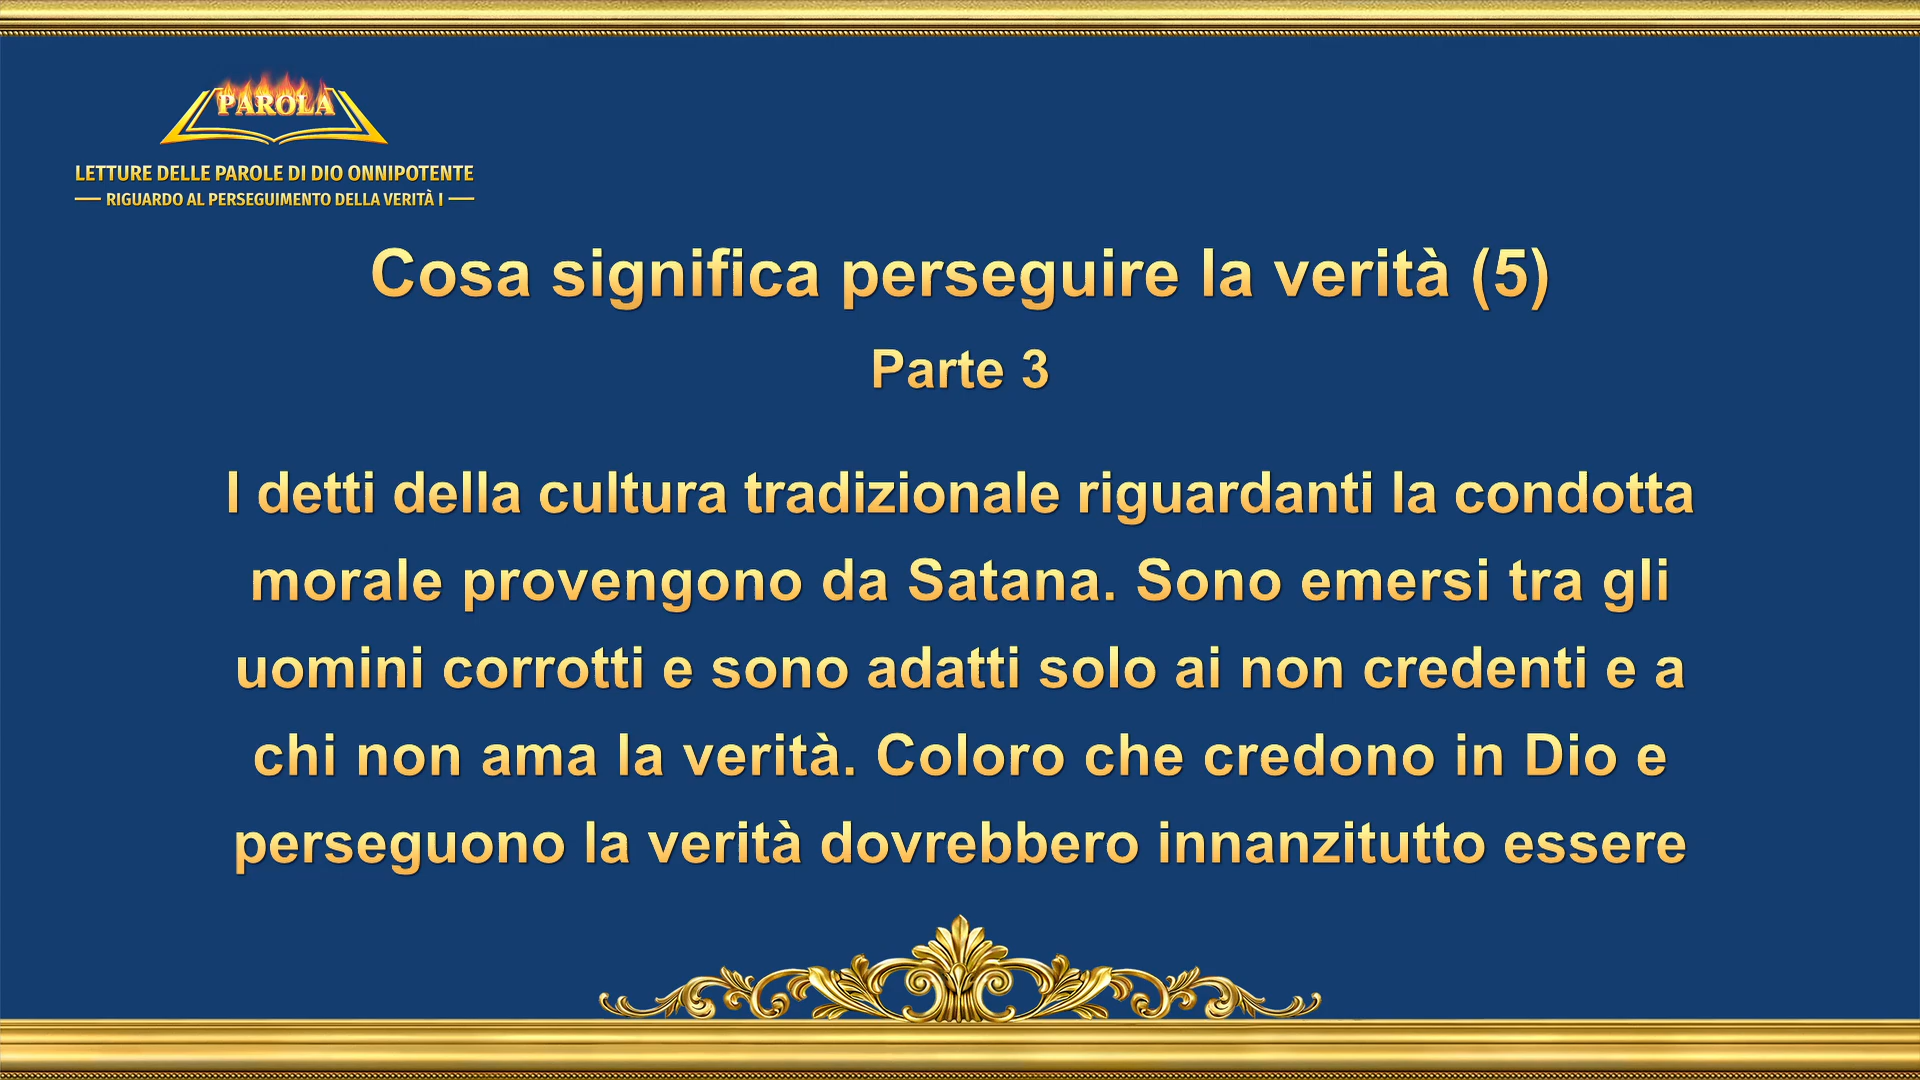 PAROLA
LETTURE DELLE PAROLE DI DIO ONNIPOTENTE
RIGUARDO AL PERSEGUIMENTO DELLA VERITÀ I
Cosa significa perseguire la verità (5)
Parte 3
I detti della cultura tradizionale riguardanti la condotta
morale provengono da Satana. Sono emersi tra gli
uomini corrotti e sono adatti solo ai non credenti e a
chi non ama la verità. Coloro che credono in Dio e
perseguono la verità dovrebbero innanzitutto essere